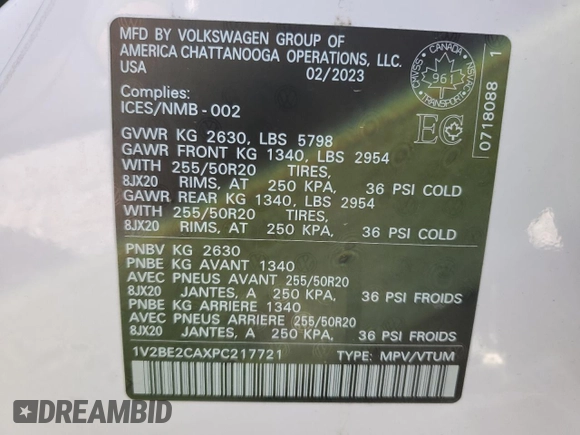 MFD BY VOLKSWAGEN GROUP OF
AMERICA CHATTANOOGA OPERATIONS, LLC.
USA 02/2023
Complies:
ICES/NMB-002
GVWR KG 2630, LBS 5798
GAWR FRONT KG 1340, LBS 2954
WITH 255/50R20 TIRES,
8JX20 RIMS, AT 250 KPA, 36 PSI COLD
GAWR REAR KG 1340, LBS 2954
WITH 255/50R20 TIRES,
8JX20 RIMS, AT 250 KPA, 36 PSI COLD
PNBV KG 2630
PNBE KG AVANT 1340
AVEC PNEUS AVANT 255/50R20
8JX20 JANTES, A 250 KPA, 36 PSI FROIDS
PNBE KG ARRIERE 1340
AVEC PNEUS ARRIERE 255/50R20
8JX20 JANTES, A 250 KPA, 36 PSI FROIDS
1V2BE2CAXPC217721 TYPE: MPV/VTUM
CANADA
CMVSS
NSVAC
961
TRANSPORT
EC
0718088 1
DREAMBID